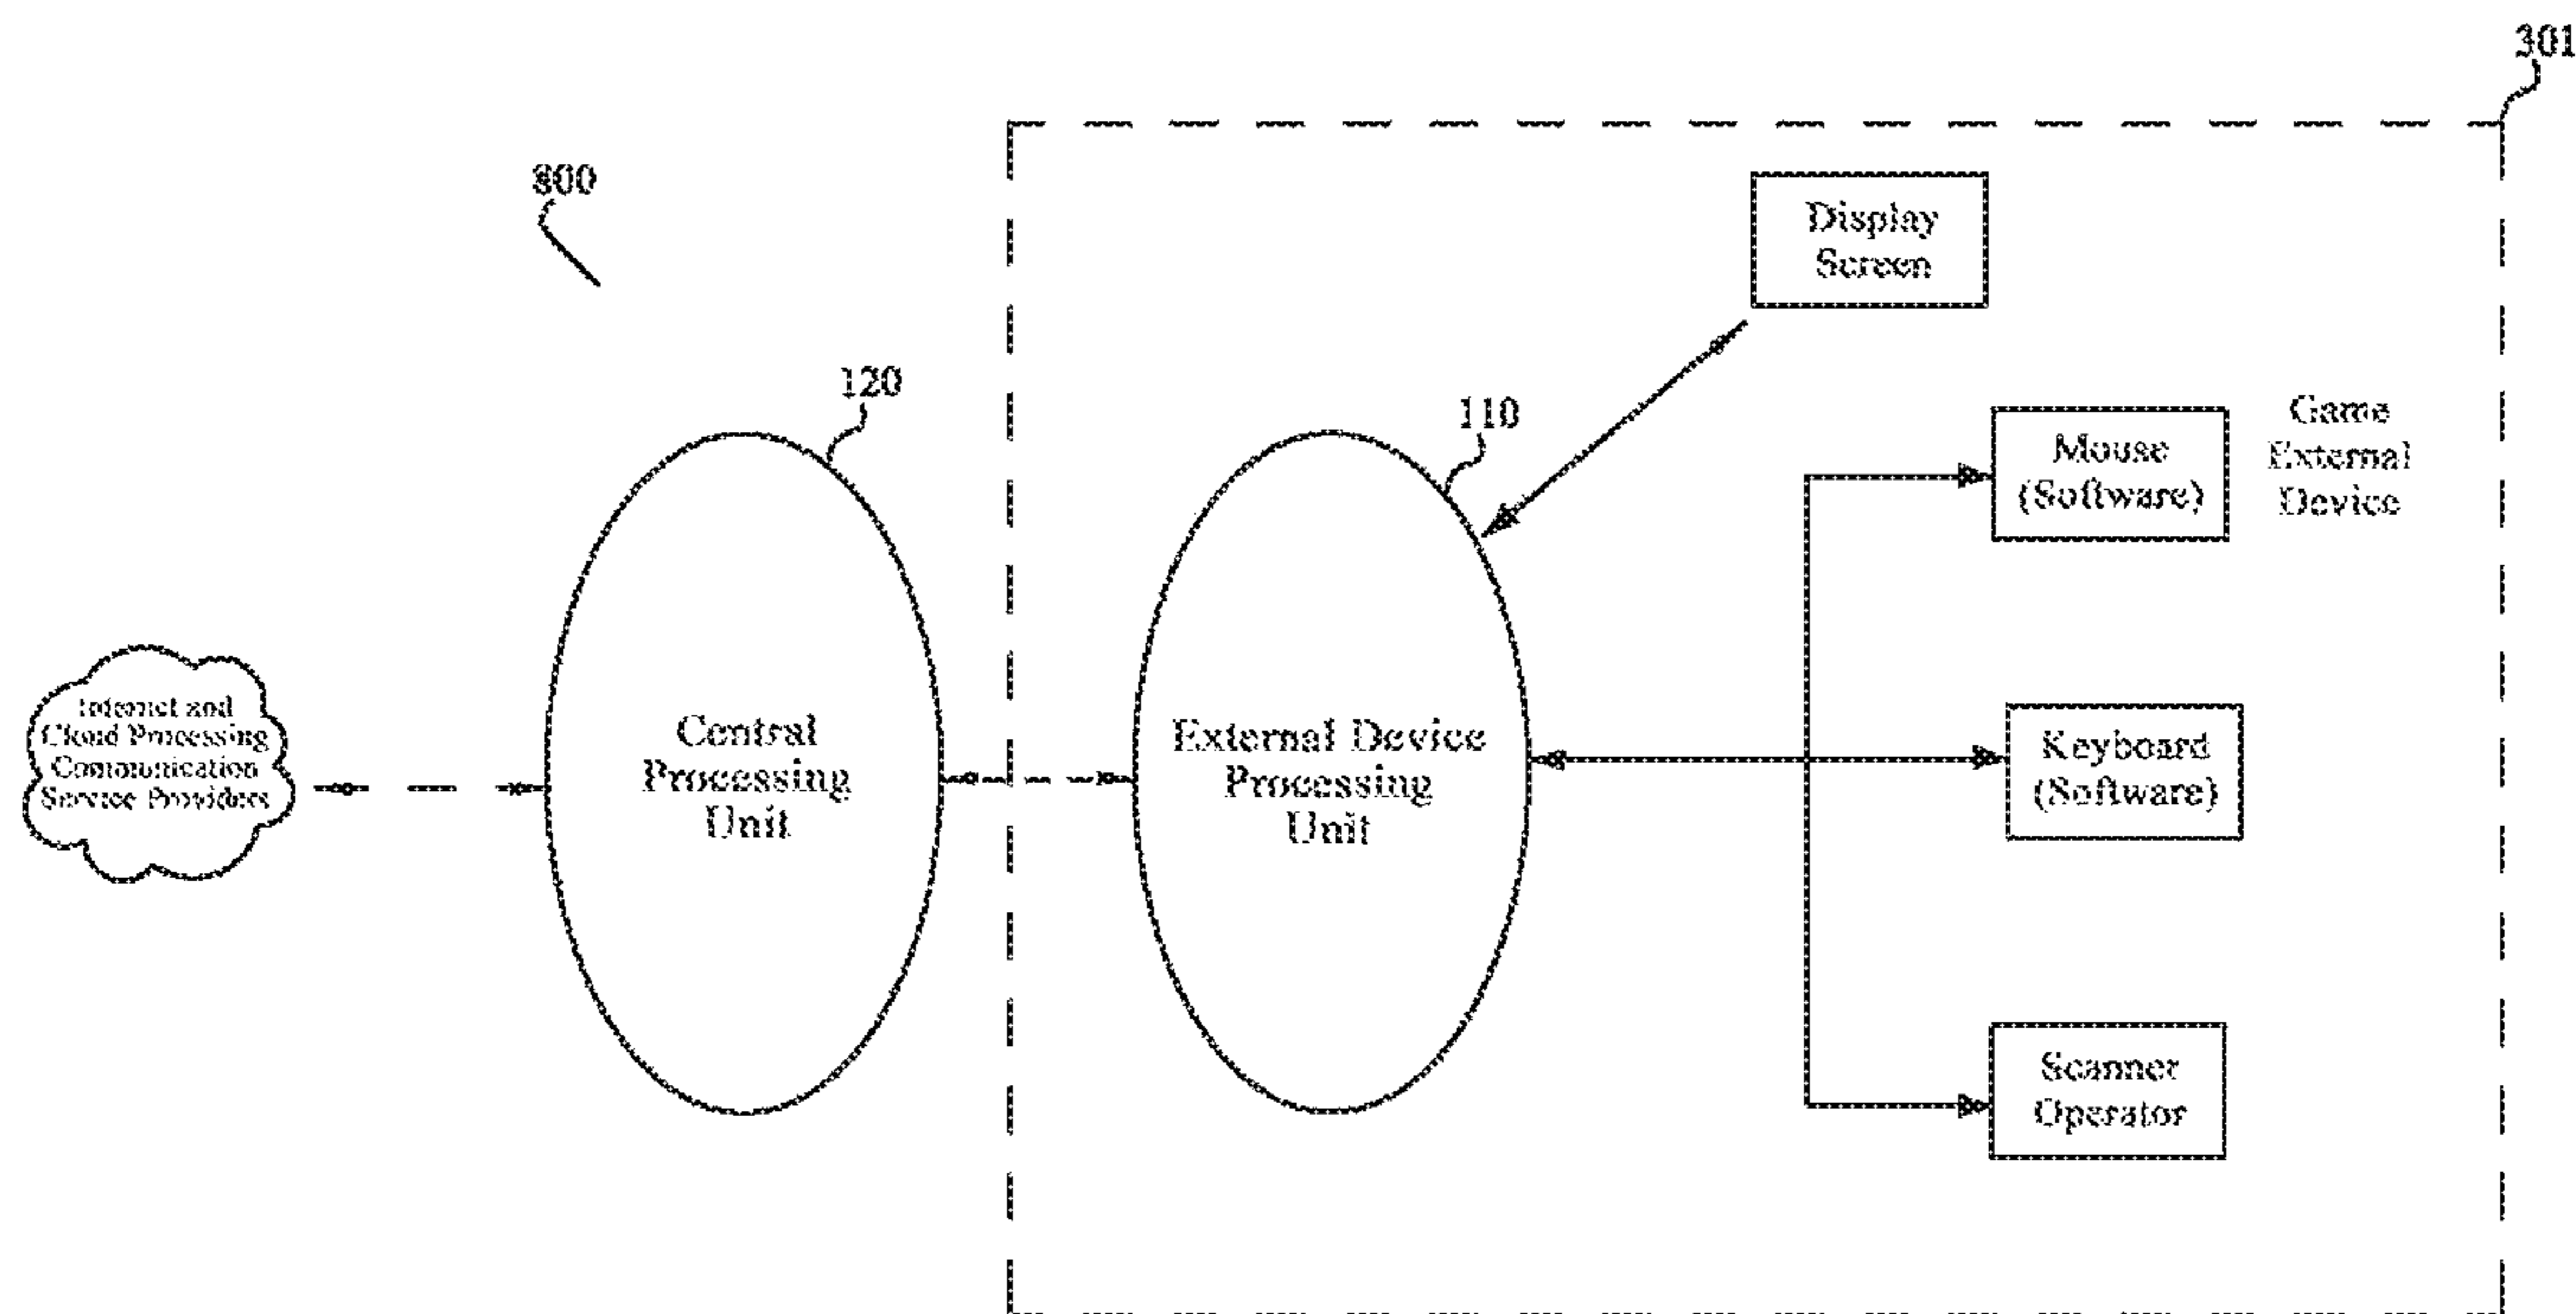 301
800
Display
Screen
120
110
Game
External
Device
Mouse
(Software)
Internet and
Cloud Processing
Communication
Service Providers
Central
Processing
Unit
External Device
Processing
Unit
Keyboard
(Software)
Scanner
Operator